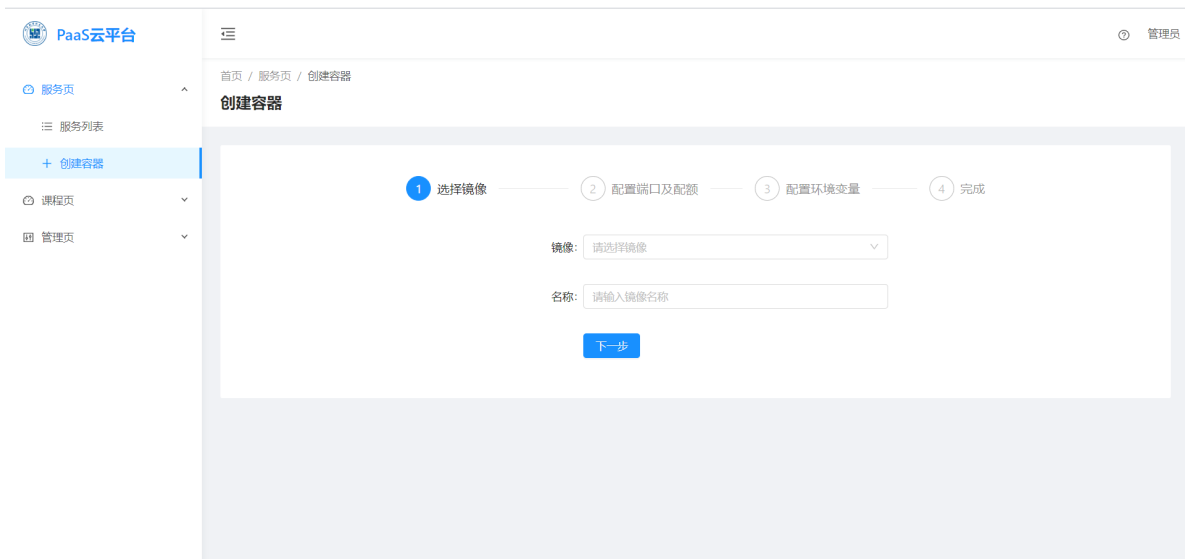 PaaS云平台
管理员
服务页
服务列表
创建容器
课程页
管理页
首页 / 服务页 / 创建容器
创建容器
1 选择镜像 2 配置端口及配额 3 配置环境变量 4 完成
镜像: 请选择镜像
名称: 请输入镜像名称
下一步